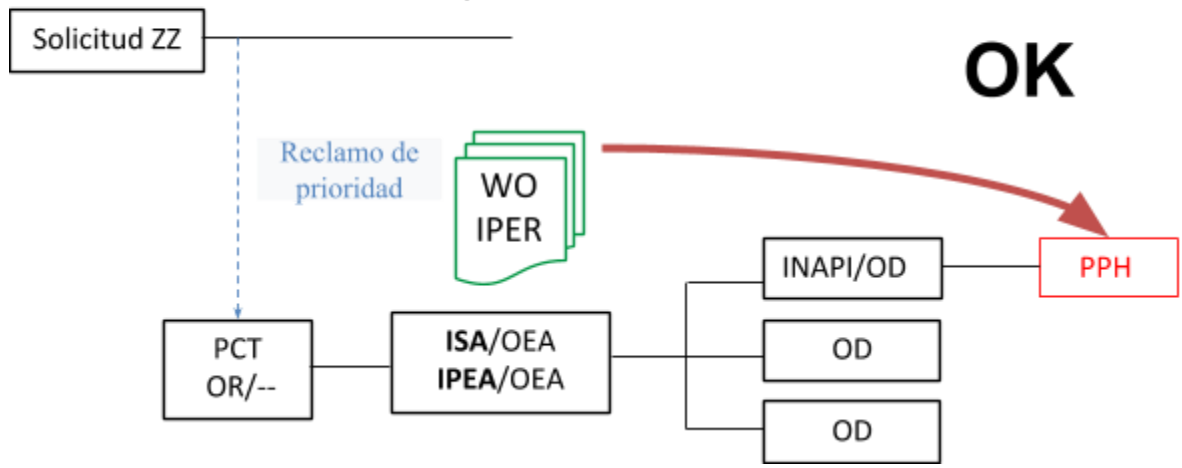 Solicitud ZZ
OK
Reclamo de
prioridad
WO
IPER
INAPI/OD
PPH
PCT
OR/--
ISA/OEA
IPEA/OEA
OD
OD